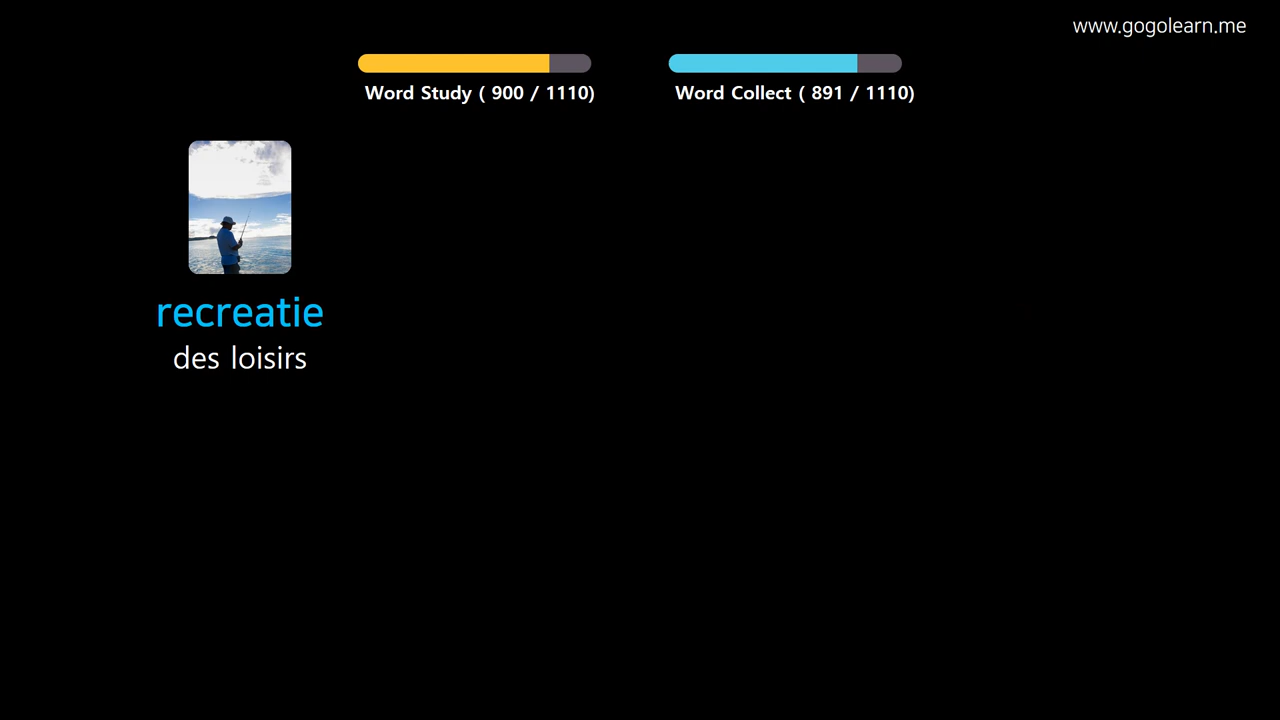 www.gogolearn.me
Word Study ( 900 / 1110)
Word Collect ( 891 / 1110)
recreatie
des loisirs